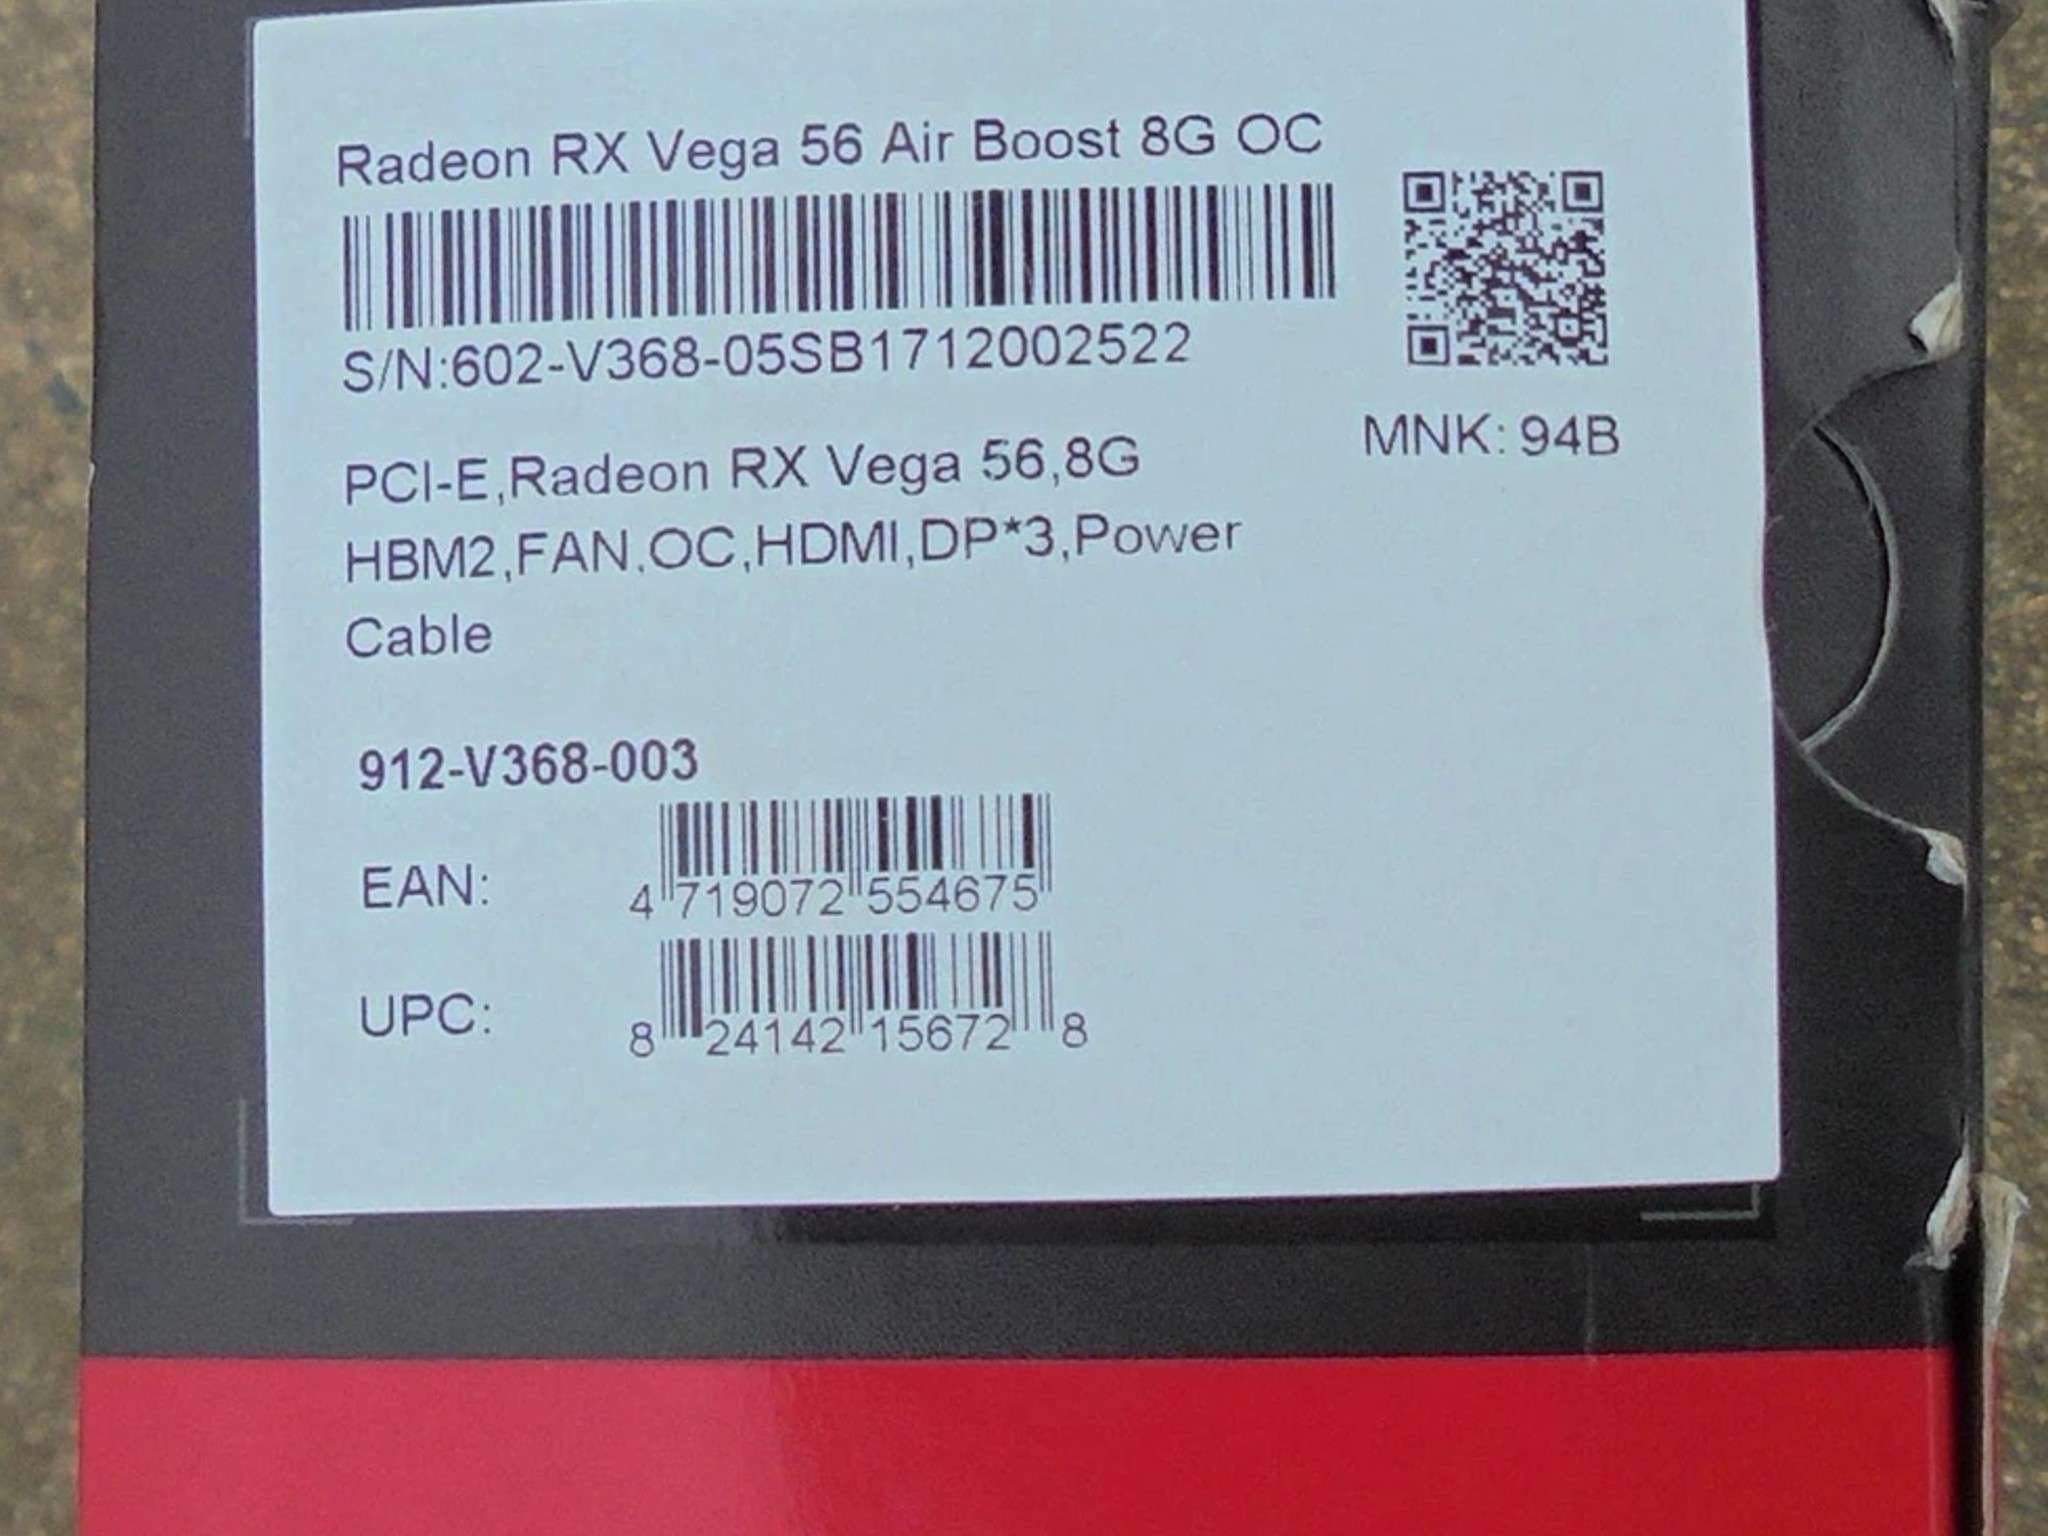 Radeon RX Vega 56 Air Boost 8G OC
S/N:602-V368-05SB1712002522
MNK: 94B
PCI-E,Radeon RX Vega 56,8G
HBM2,FAN,OC,HDMI,DP*3,Power
Cable
912-V368-003
EAN: 4 719072 554675
UPC: 8 24142 15672 8